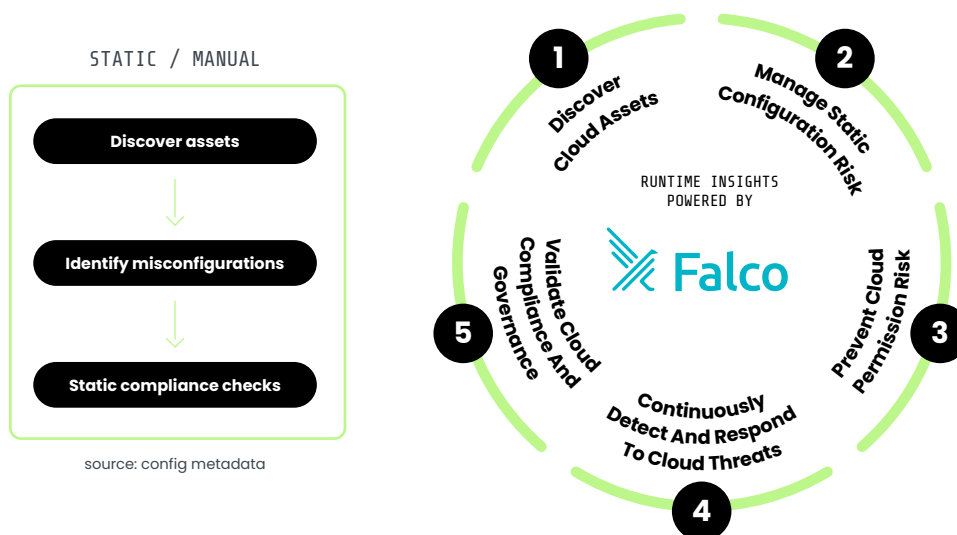 STATIC / MANUAL
Discover assets
Identify misconfigurations
Static compliance checks
source: config metadata
1
Discover
Cloud Assets
2
Manage Static
Configuration Risk
RUNTIME INSIGHTS
POWERED BY
Falco
3
Prevent Cloud
Permission Risk
4
Continuously
Detect And Respond
To Cloud Threats
5
Validate Cloud
Compliance And
Governance